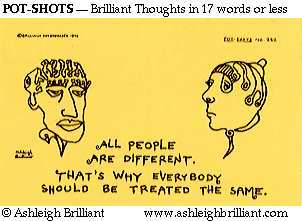 POT-SHOTS — Brilliant Thoughts in 17 words or less
ALL PEOPLE
ARE DIFFERENT.
THAT'S WHY EVERYBODY
SHOULD BE TREATED THE SAME.
© Ashleigh Brilliant www.ashleighbrilliant.com